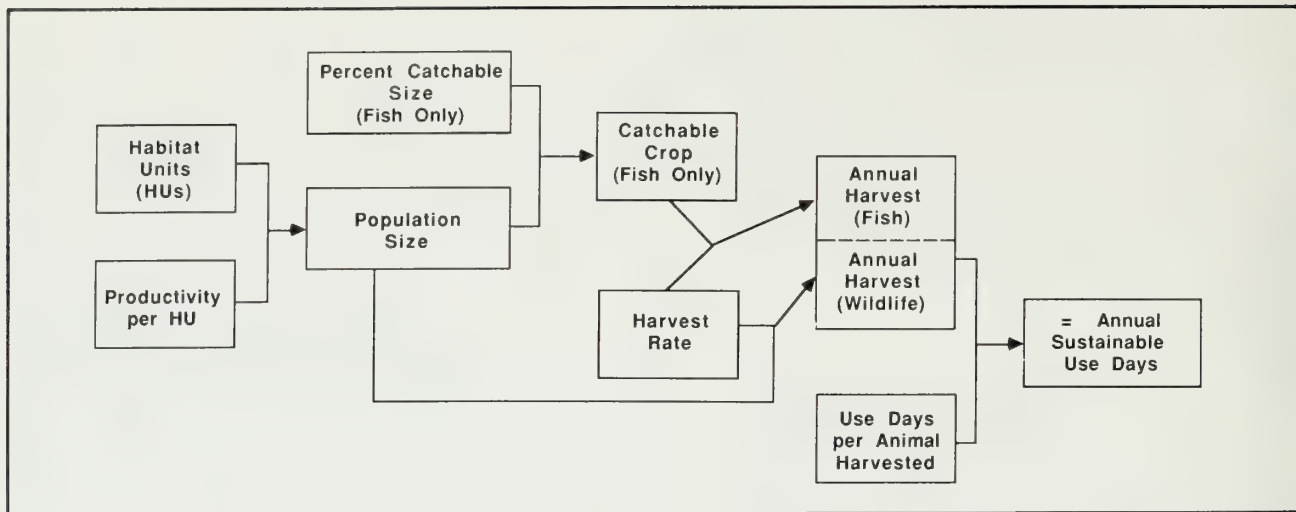 Percent Catchable
Size
(Fish Only)
Habitat
Units
(HUs)
Catchable
Crop
(Fish Only)
Population
Size
Productivity
per HU
Annual
Harvest
(Fish)
Annual
Harvest
(Wildlife)
Harvest
Rate
= Annual
Sustainable
Use Days
Use Days
per Animal
Harvested